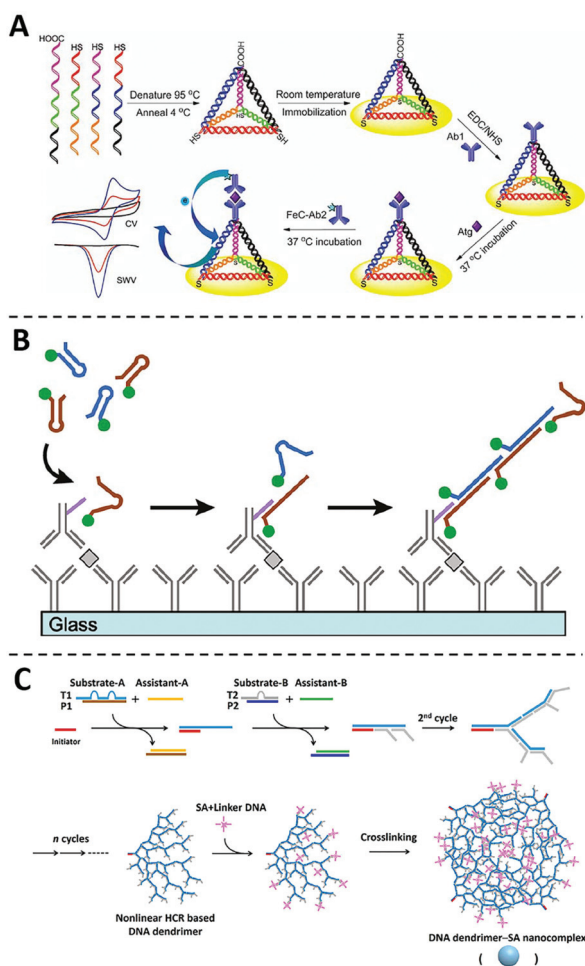 A
HOOC HS HS HS
Denature 95 °C
Anneal 4 °C
COOH
HS
HS SH
Room temperature
Immobilization
COOH
S S
S
EDC/NHS
Ab1
S S
S
Atg
37 °C incubation
S S
S
FeC-Ab2
37 °C incubation
e
S S
S
CV
SWV
B
Glass
C
Substrate-A Assistant-A
T1
P1
+
Substrate-B Assistant-B
T2
P2
+
Initiator
2nd cycle
n cycles
Nonlinear HCR based
DNA dendrimer
SA+Linker DNA
Crosslinking
DNA dendrimer–SA nanocomplex
( )